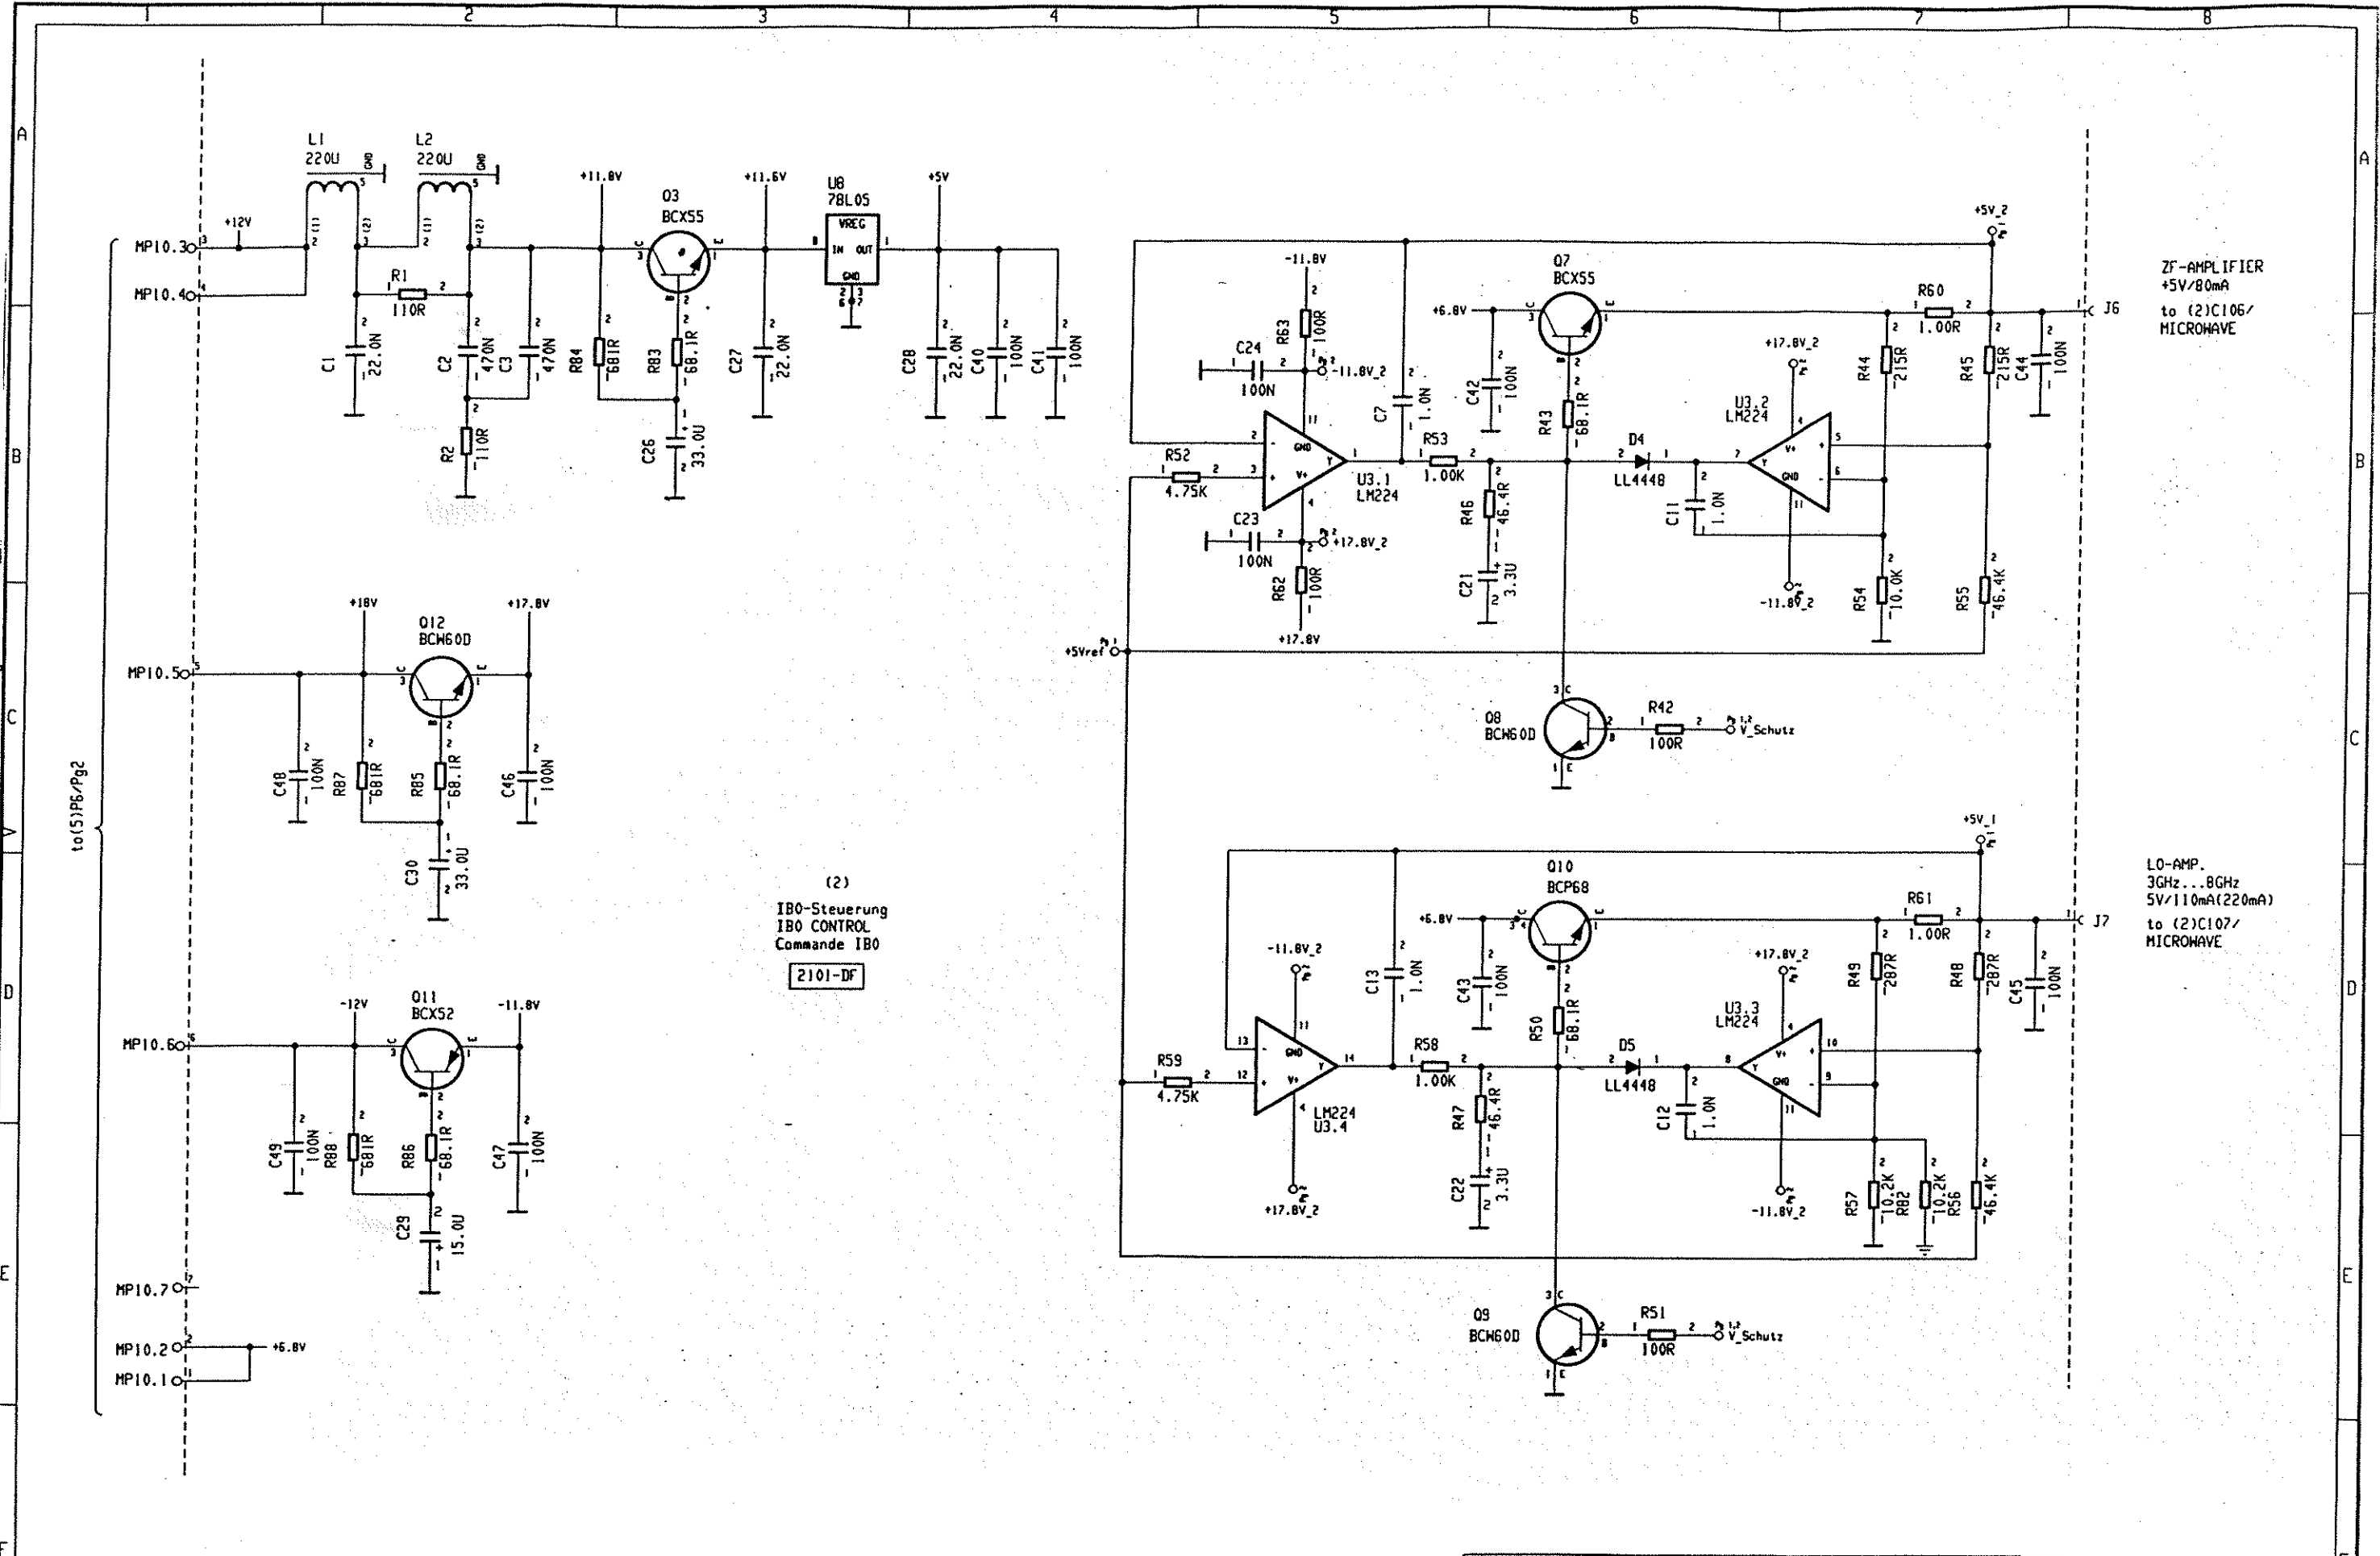 1 2 3 4 5 6 7 8
A
B
C
D
E
F
A
B
C
D
E
to(5)P6/Pg2
MP10.3
+12V
MP10.4
L1
220U
GND
L2
220U
GND
R1
110R
C1
22.0N
C2
470N
C3
470N
R2
110R
+11.8V
R84
681R
Q3
BCX55
R83
68.1R
C26
33.0U
+11.6V
C27
22.0N
U8
78L05
VREG
IN OUT
GND
+5V
C28
22.0N
C40
100N
C41
100N
MP10.5
+18V
+17.8V
Q12
BCW60D
C48
100N
R87
681R
R85
68.1R
C46
100N
C30
33.0U
MP10.6
-12V
-11.8V
Q11
BCX52
C49
100N
R88
681R
R86
68.1R
C47
100N
C29
15.0U
MP10.7
MP10.2
+6.8V
MP10.1
(2)
IBO-Steuerung
IBO CONTROL
Commande IBO
2101-DF
+5V_2
-11.8V
R63
100R
C24
100N
-11.8V_2
C7
1.0N
+6.8V
C42
100N
Q7
BCX55
R43
68.1R
R60
1.00R
J6
R44
215R
R45
215R
C44
100N
ZF-AMPLIFIER
+5V/80mA
to (2)C106/
MICROWAVE
R52
4.75K
GND
V+
Y
U3.1
LM224
R53
1.00K
R46
46.4R
C21
3.3U
D4
LL4448
C11
1.0N
+17.8V_2
U3.2
LM224
V+
GND
Y
-11.8V_2
R54
10.0K
R55
46.4K
C23
100N
+17.8V_2
R62
100R
+17.8V
+5Vref
Q8
BCW60D
R42
100R
V_Schutz
+5V_1
Q10
BCP68
+6.8V
C43
100N
R50
68.1R
C13
1.0N
-11.8V_2
R61
1.00R
J7
R49
287R
R48
287R
C45
100N
LO-AMP.
3GHz...8GHz
5V/110mA(220mA)
to (2)C107/
MICROWAVE
R59
4.75K
GND
V+
Y
LM224
U3.4
+17.8V_2
R58
1.00K
R47
46.4R
C22
3.3U
D5
LL4448
C12
1.0N
+17.8V_2
U3.3
LM224
V+
GND
Y
-11.8V_2
R57
10.2K
R82
10.2K
R56
46.4K
Q9
BCW60D
R51
100R
V_Schutz